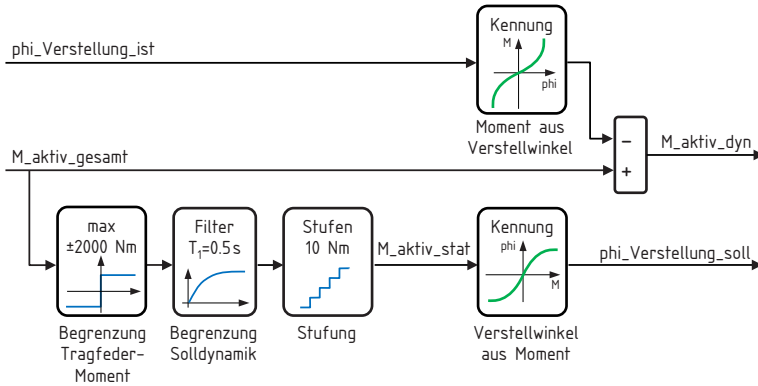 phi_Verstellung_ist
Kennung
M
phi
Moment aus
Verstellwinkel
M_aktiv_gesamt
−
+
M_aktiv_dyn
max
±2000 Nm
Begrenzung
Tragfeder-
Moment
Filter
T₁=0.5s
Begrenzung
Solldynamik
Stufen
10 Nm
Stufung
M_aktiv_stat
Kennung
phi
M
Verstellwinkel
aus Moment
phi_Verstellung_soll